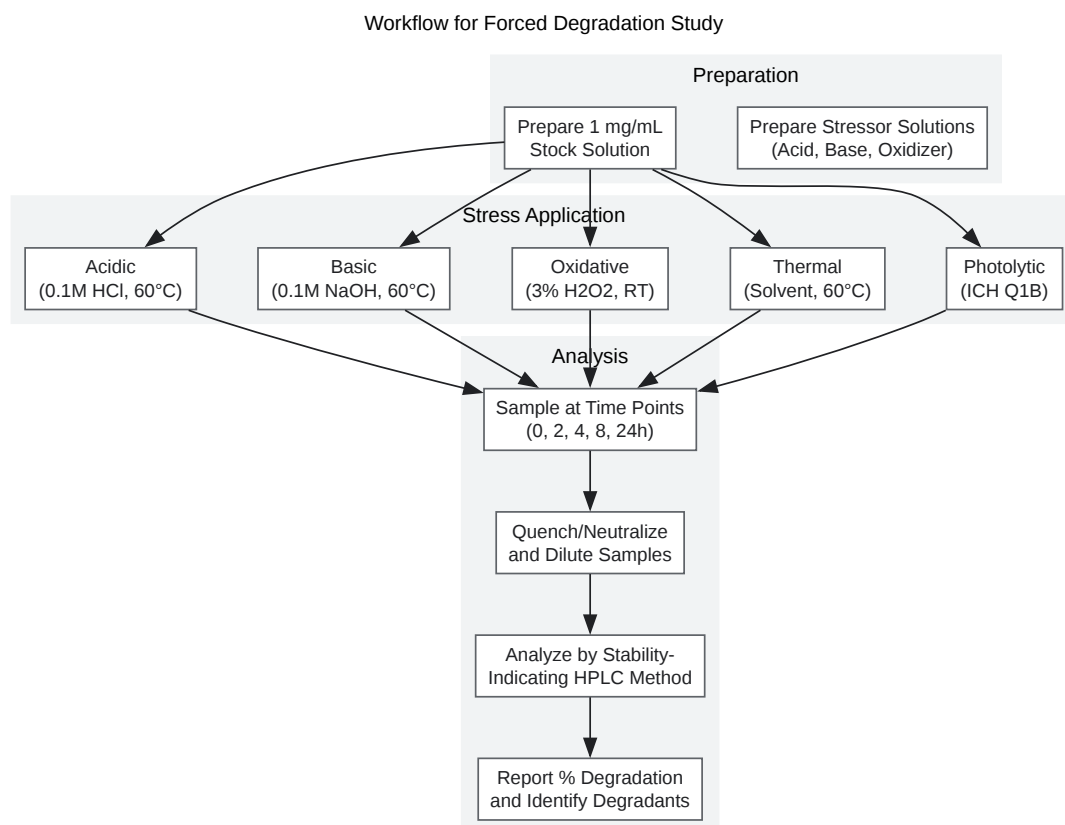 Workflow for Forced Degradation Study
Preparation
Prepare 1 mg/mL
Stock Solution
Prepare Stressor Solutions
(Acid, Base, Oxidizer)
Stress Application
Acidic
(0.1M HCl, 60°C)
Basic
(0.1M NaOH, 60°C)
Oxidative
(3% H2O2, RT)
Thermal
(Solvent, 60°C)
Photolytic
(ICH Q1B)
Analysis
Sample at Time Points
(0, 2, 4, 8, 24h)
Quench/Neutralize
and Dilute Samples
Analyze by Stability-
Indicating HPLC Method
Report % Degradation
and Identify Degradants